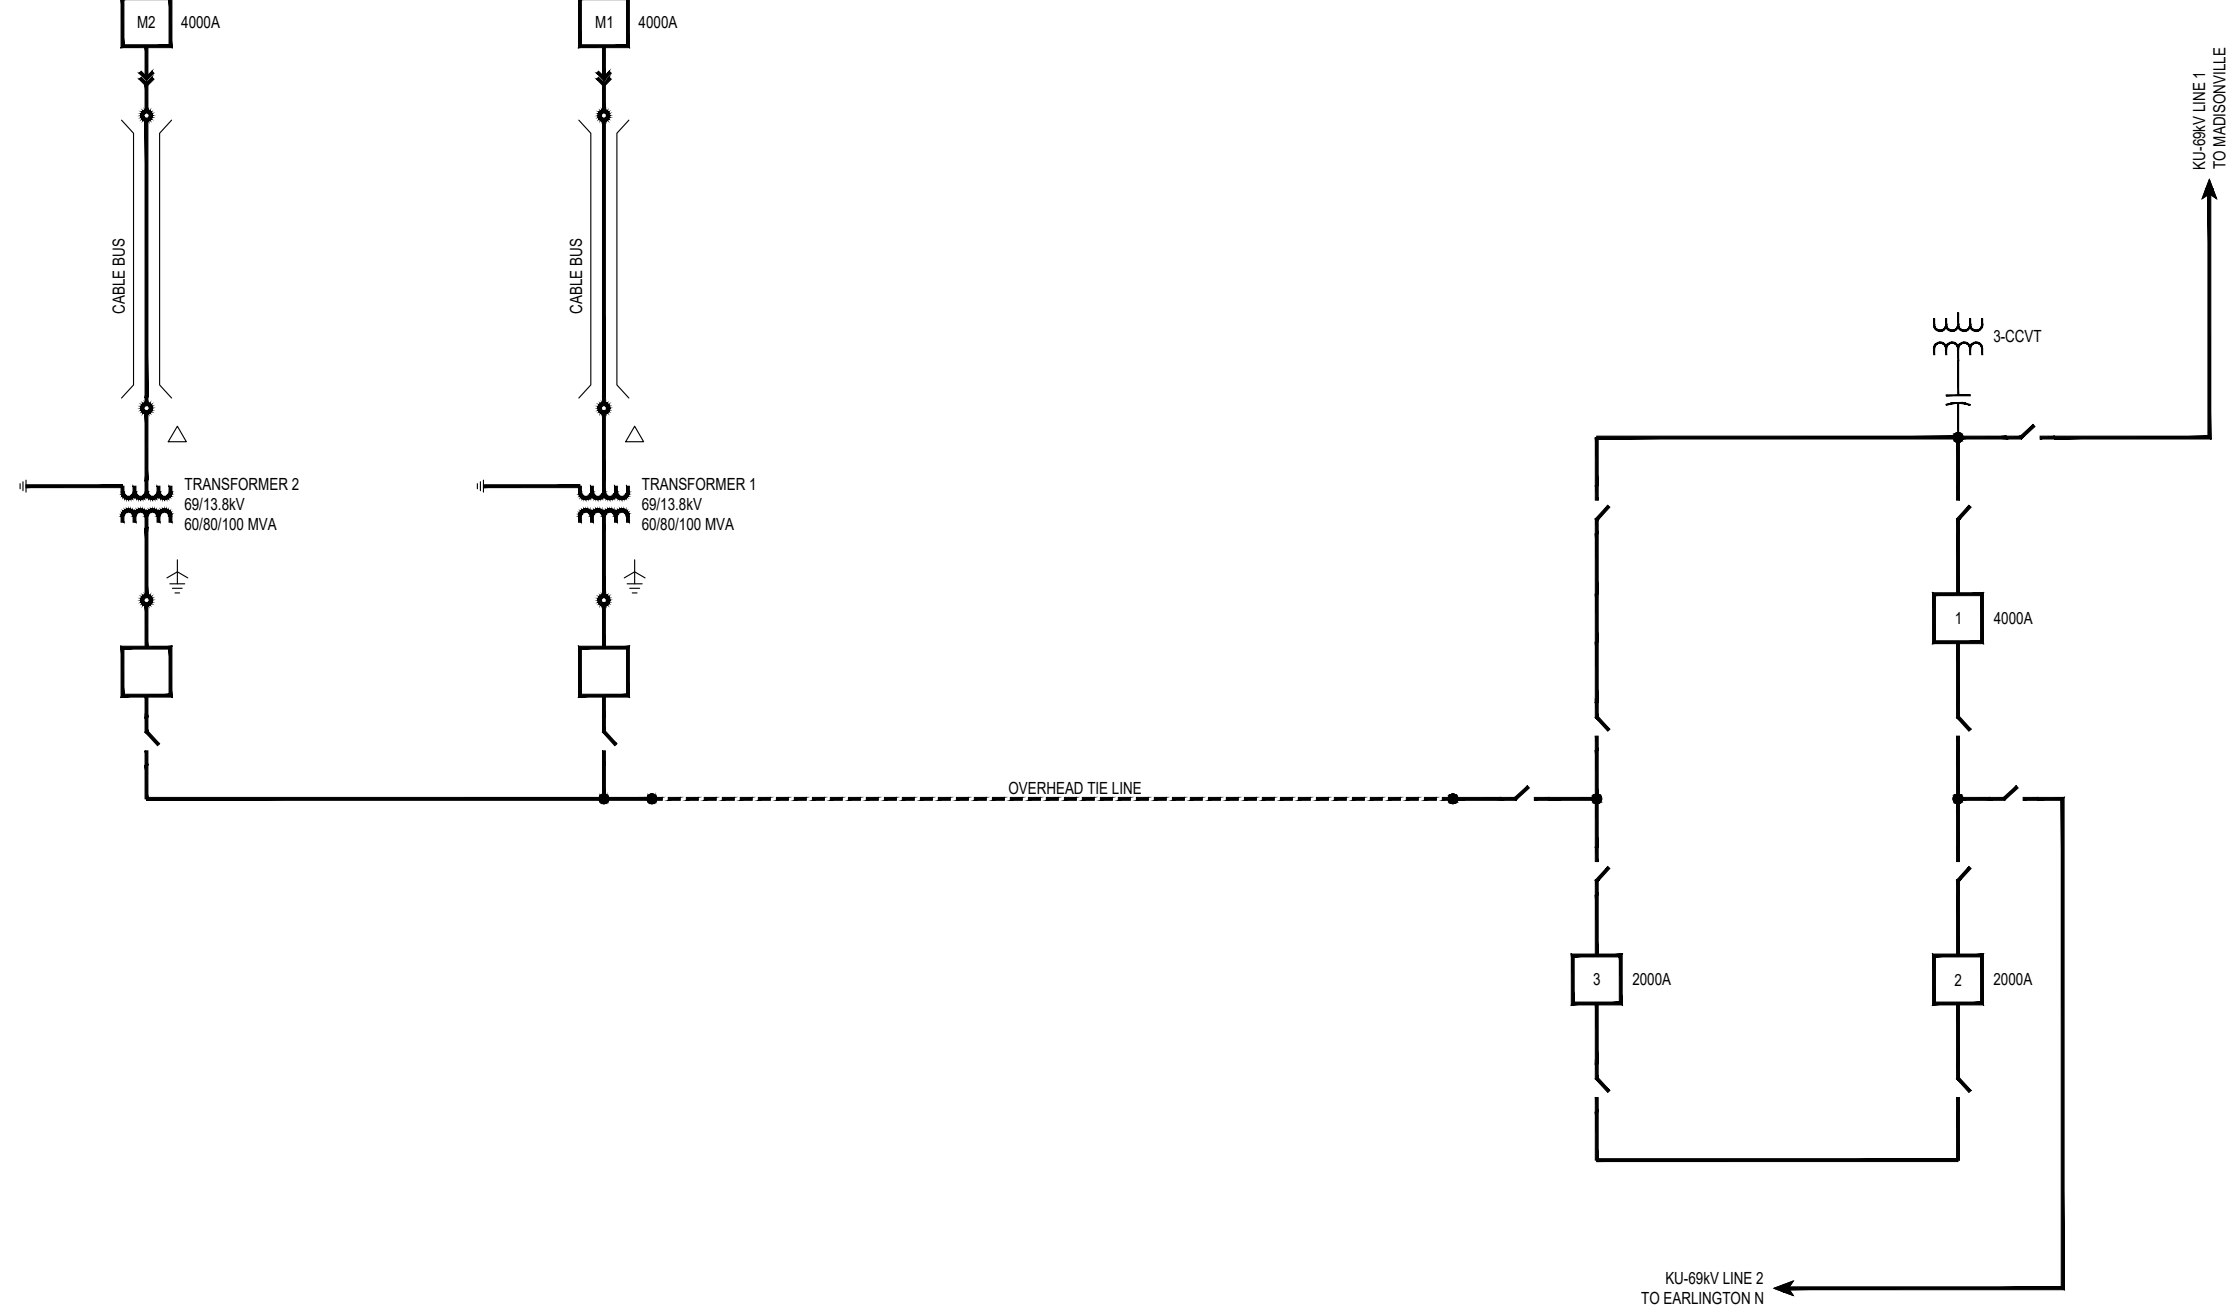 M2
4000A
M1
4000A
KU-69kV LINE 1
TO MADISONVILLE
CABLE BUS
CABLE BUS
3-CCVT
TRANSFORMER 2
69/13.8kV
60/80/100 MVA
TRANSFORMER 1
69/13.8kV
60/80/100 MVA
1
4000A
OVERHEAD TIE LINE
3
2000A
2
2000A
KU-69kV LINE 2
TO EARLINGTON N